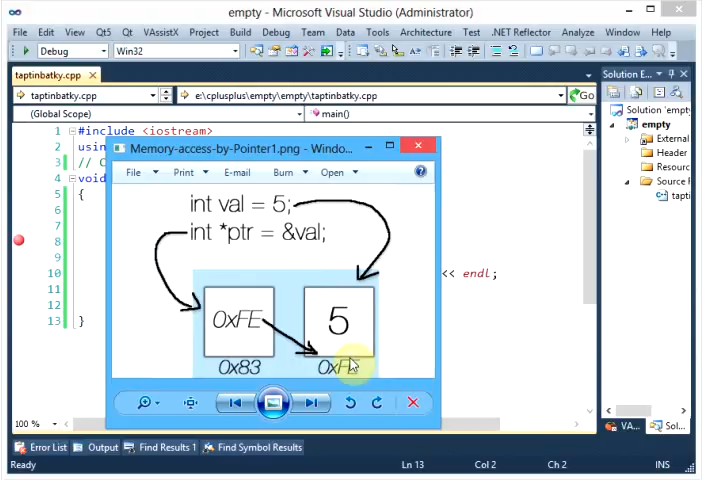 empty - Microsoft Visual Studio (Administrator)
File Edit View Qt5 Qt VAssistX Project Build Debug Team Data Tools Architecture Test .NET Reflector Analyze Window Help
Debug Win32
taptinbatky.cpp
Solution E...
taptinbatky.cpp e:\cplusplus\empty\empty\taptinbatky.cpp Go
(Global Scope) main()
Solution 'empty
empty
External
Header
Resourc
Source F
tapti
1 #include <iostream>
2 usin
3 // C
4 void
5 {
6
7
8
9
10 << endl;
11
12
13 }
Memory-access-by-Pointer1.png - Windo...
File Print E-mail Burn Open
int val = 5;
int *ptr = &val;
0xFE 5
0x83 0xFE
100 %
VA... Sol...
Error List Output Find Results 1 Find Symbol Results
Ready Ln 13 Col 2 Ch 2 INS